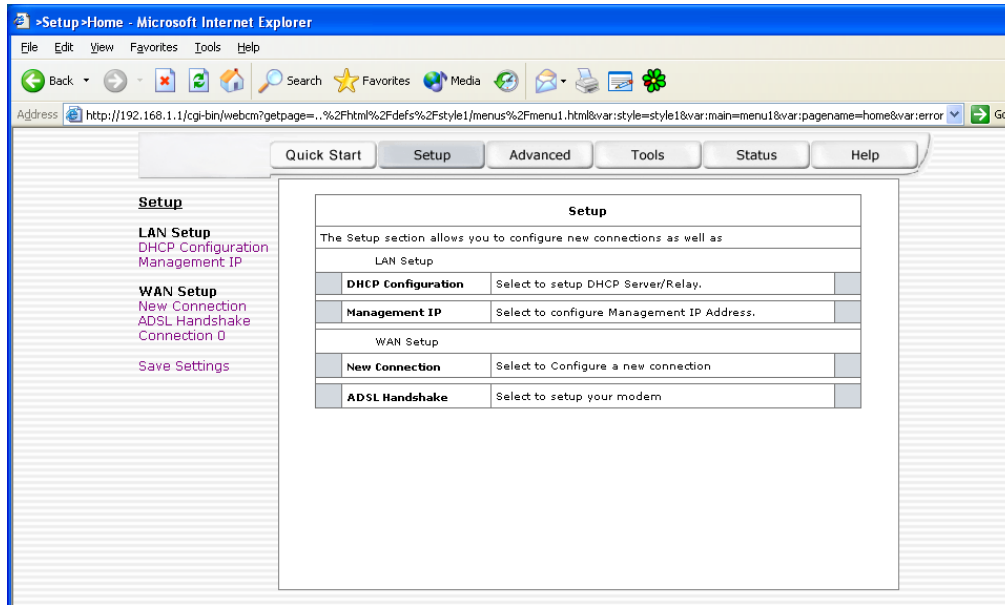 >Setup>Home - Microsoft Internet Explorer
File Edit View Favorites Tools Help
Back Search Favorites Media
Address http://192.168.1.1/cgi-bin/webcm?getpage=..%2Fhtml%2Fdefs%2Fstyle1/menus%2Fmenu1.html&var:style=style1&var:main=menu1&var:pagename=home&var:error Go
Quick Start Setup Advanced Tools Status Help
Setup
LAN Setup
DHCP Configuration
Management IP
WAN Setup
New Connection
ADSL Handshake
Connection 0
Save Settings
Setup
The Setup section allows you to configure new connections as well as
LAN Setup
DHCP Configuration Select to setup DHCP Server/Relay.
Management IP Select to configure Management IP Address.
WAN Setup
New Connection Select to Configure a new connection
ADSL Handshake Select to setup your modem